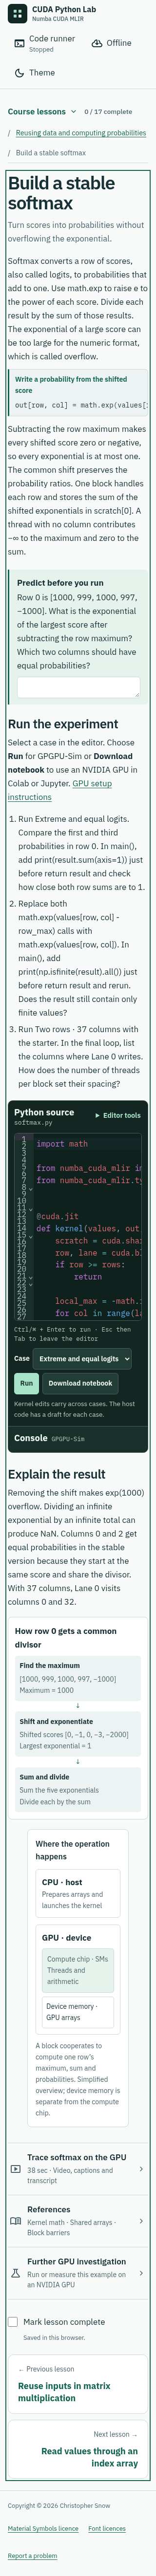 CUDA Python Lab
Numba CUDA MLIR
Code runner
Stopped
Offline
Theme
Course lessons
0 / 17 complete
/ Reusing data and computing probabilities
/ Build a stable softmax
Build a stable
softmax
Turn scores into probabilities without
overflowing the exponential.
Softmax converts a row of scores,
also called logits, to probabilities that
add to one. Use math.exp to raise e to
the power of each score. Divide each
result by the sum of those results.
The exponential of a large score can
be too large for the numeric format,
which is called overflow.
Write a probability from the shifted
score
out[row, col] = math.exp(values[
Subtracting the row maximum makes
every shifted score zero or negative,
so every exponential is at most one.
The common shift preserves the
probability ratios. One block handles
each row and stores the sum of the
shifted exponentials in scratch[0]. A
thread with no column contributes
−∞ to the maximum and zero to the
sum.
Predict before you run
Row 0 is [1000, 999, 1000, 997,
−1000]. What is the exponential
of the largest score after
subtracting the row maximum?
Which two columns should have
equal probabilities?
Run the experiment
Select a case in the editor. Choose
Run for GPGPU-Sim or Download
notebook to use an NVIDIA GPU in
Colab or Jupyter. GPU setup
instructions
1. Run Extreme and equal logits.
Compare the first and third
probabilities in row 0. In main(),
add print(result.sum(axis=1)) just
before return result and check
how close both row sums are to 1.
2. Replace both
math.exp(values[row, col] -
row_max) calls with
math.exp(values[row, col]). In
main(), add
print(np.isfinite(result).all()) just
before return result and rerun.
Does the result still contain only
finite values?
3. Run Two rows · 37 columns with
the starter. In the final loop, list
the columns where Lane 0 writes.
How does the number of threads
per block set their spacing?
Python source
softmax.py
Editor tools
import math
from numba_cuda_mlir i
from numba_cuda_mlir.ty
@cuda.jit
def kernel(values, out
scratch = cuda.sha
row, lane = cuda.b
if row >= rows:
return
local_max = -math.
for col in range(l
Ctrl/⌘ + Enter to run · Esc then
Tab to leave the editor
Case Extreme and equal logits
Run
Download notebook
Kernel edits carry across cases. The host
code has a draft for each case.
Console GPGPU-Sim
Explain the result
Removing the shift makes exp(1000)
overflow. Dividing an infinite
exponential by an infinite total can
produce NaN. Columns 0 and 2 get
equal probabilities in the stable
version because they start at the
same score and share the divisor.
With 37 columns, Lane 0 visits
columns 0 and 32.
How row 0 gets a common
divisor
Find the maximum
[1000, 999, 1000, 997, −1000]
Maximum = 1000
↓
Shift and exponentiate
Shifted scores [0, −1, 0, −3, −2000]
Largest exponential = 1
↓
Sum and divide
Sum the five exponentials
Divide each by the sum
Where the operation
happens
CPU · host
Prepares arrays and
launches the kernel
GPU · device
Compute chip · SMs
Threads and
arithmetic
Device memory ·
GPU arrays
A block cooperates to
compute one row's
maximum, sum and
probabilities. Simplified
overview; device memory is
separate from the compute
chip.
Trace softmax on the GPU
38 sec · Video, captions and
transcript
References
Kernel math · Shared arrays ·
Block barriers
Further GPU investigation
Run or measure this example on
an NVIDIA GPU
Mark lesson complete
Saved in this browser.
← Previous lesson
Reuse inputs in matrix
multiplication
Next lesson →
Read values through an
index array
Copyright © 2026 Christopher Snow
Material Symbols licence
Font licences
Report a problem